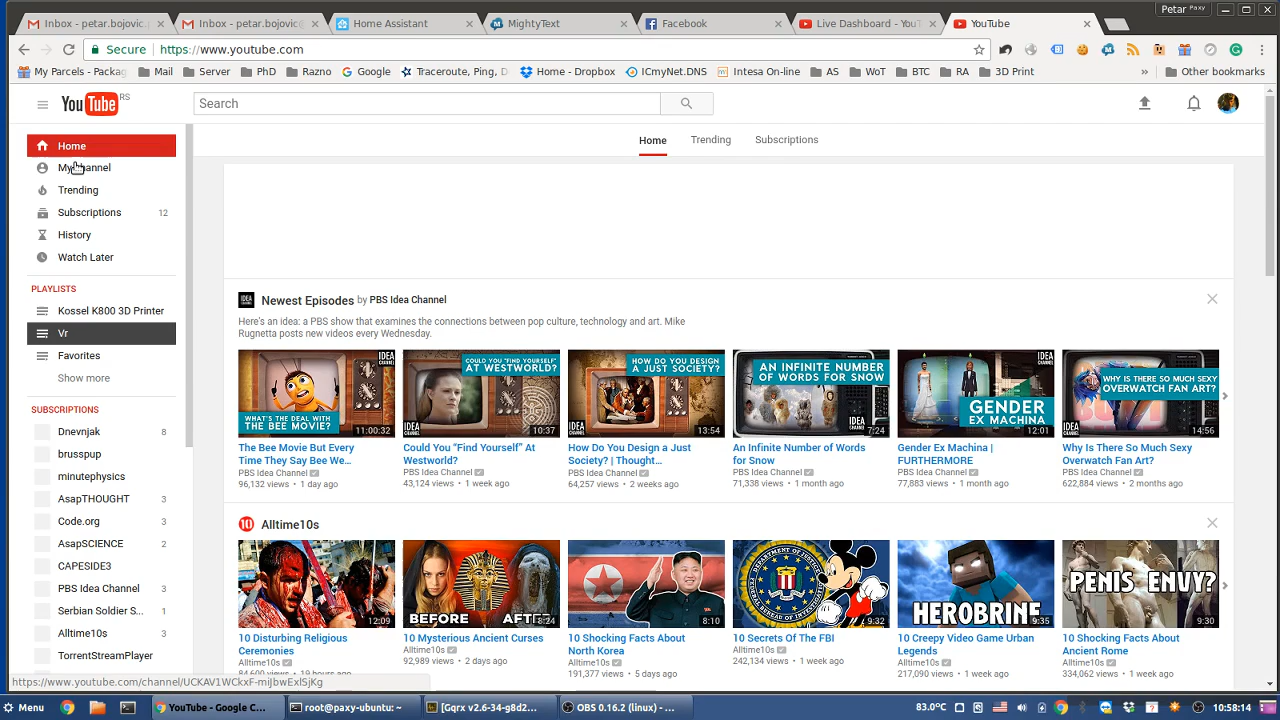 Inbox - petar.bojovic.
Inbox - petar.bojovic@
Home Assistant
MightyText
Facebook
Live Dashboard - YouT
YouTube
Petar ᴾᵃˣʸ
Secure
https://www.youtube.com
My Parcels - Packag
Mail
Server
PhD
Razno
Google
Traceroute, Ping, D
Home - Dropbox
ICmyNet.DNS
Intesa On-line
AS
WoT
BTC
RA
3D Print
»
Other bookmarks
YouTube RS
Search
Home
Trending
Subscriptions
Home
My Channel
Trending
Subscriptions 12
History
Watch Later
PLAYLISTS
Kossel K800 3D Printer
Vr
Favorites
Show more
SUBSCRIPTIONS
Dnevnjak 8
brusspup
minutephysics
AsapTHOUGHT 3
Code.org 3
AsapSCIENCE 2
CAPESIDE3
PBS Idea Channel 3
Serbian Soldier S... 1
Alltime10s 3
TorrentStreamPlayer
Newest Episodes by PBS Idea Channel
Here's an idea: a PBS show that examines the connections between pop culture, technology and art. Mike
Rugnetta posts new videos every Wednesday.
IDEA CHANNEL
WHAT'S THE DEAL WITH
THE BEE MOVIE?
11:00:32
The Bee Movie But Every
Time They Say Bee We...
PBS Idea Channel
96,132 views • 1 day ago
COULD YOU "FIND YOURSELF"
AT WESTWORLD?
10:37
Could You "Find Yourself" At
Westworld?
PBS Idea Channel
43,124 views • 1 week ago
HOW DO YOU DESIGN A
JUST SOCIETY?
13:54
How Do You Design a Just
Society? | Thought...
PBS Idea Channel
64,257 views • 2 weeks ago
AN INFINITE NUMBER
OF WORDS FOR SNOW
7:24
An Infinite Number of Words
for Snow
PBS Idea Channel
71,338 views • 1 month ago
IDEA CHANNEL
GENDER
EX MACHINA
12:01
Gender Ex Machina |
FURTHERMORE
PBS Idea Channel
77,883 views • 1 month ago
WHY IS THERE SO MUCH SEXY
OVERWATCH FAN ART?
14:56
Why Is There So Much Sexy
Overwatch Fan Art?
PBS Idea Channel
622,884 views • 2 months ago
10 Alltime10s
12:09
10 Disturbing Religious
Ceremonies
Alltime10s
84,600 views • 19 hours ago
BEFORE AFTER
8:24
10 Mysterious Ancient Curses
Alltime10s
92,989 views • 2 days ago
8:10
10 Shocking Facts About
North Korea
Alltime10s
191,377 views • 5 days ago
DEPARTMENT OF JUSTICE
9:32
10 Secrets Of The FBI
Alltime10s
242,134 views • 1 week ago
HEROBRINE
9:35
10 Creepy Video Game Urban
Legends
Alltime10s
217,090 views • 1 week ago
PENIS ENVY?
9:30
10 Shocking Facts About
Ancient Rome
Alltime10s
334,062 views • 1 week ago
https://www.youtube.com/channel/UCKAV1WCkxF-mijbwExlSjKg
Menu
YouTube - Google C...
root@paxy-ubuntu: ~
[Gqrx v2.6-34-g8d2...
OBS 0.16.2 (linux) - ...
83.0°C
10:58:14